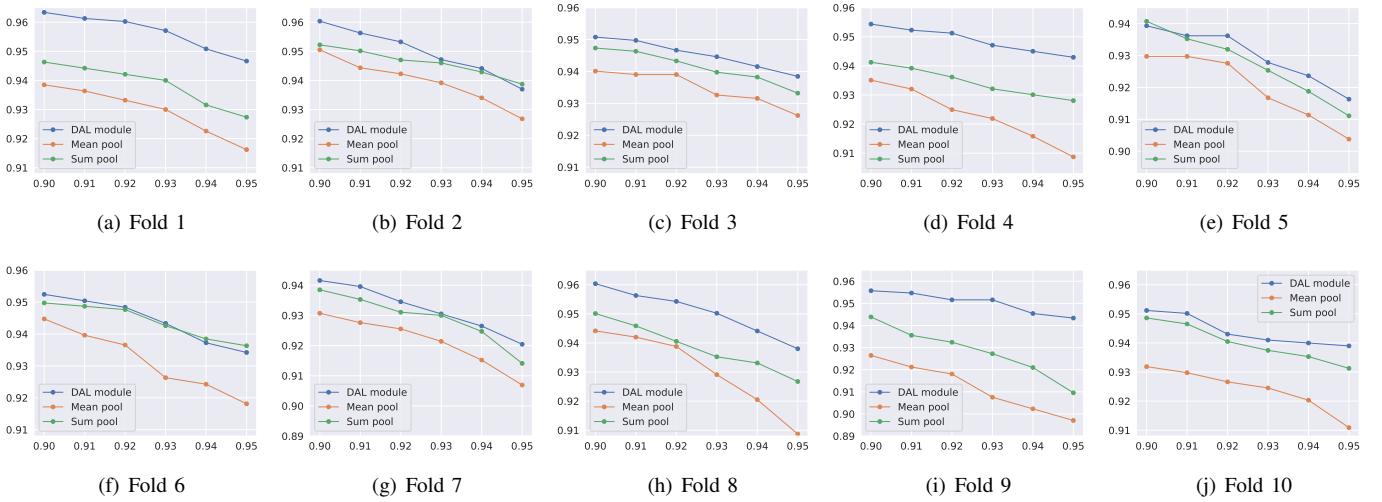 0.96
0.95
0.94
0.93
0.92
0.91
DAL module
Mean pool
Sum pool
0.90 0.91 0.92 0.93 0.94 0.95
(a) Fold 1
0.96
0.95
0.94
0.93
0.92
0.91
DAL module
Mean pool
Sum pool
0.90 0.91 0.92 0.93 0.94 0.95
(b) Fold 2
0.96
0.95
0.94
0.93
0.92
0.91
DAL module
Mean pool
Sum pool
0.90 0.91 0.92 0.93 0.94 0.95
(c) Fold 3
0.96
0.95
0.94
0.93
0.92
0.91
DAL module
Mean pool
Sum pool
0.90 0.91 0.92 0.93 0.94 0.95
(d) Fold 4
0.94
0.93
0.92
0.91
0.90
DAL module
Mean pool
Sum pool
0.90 0.91 0.92 0.93 0.94 0.95
(e) Fold 5
0.96
0.95
0.94
0.93
0.92
0.91
DAL module
Mean pool
Sum pool
0.90 0.91 0.92 0.93 0.94 0.95
(f) Fold 6
0.94
0.93
0.92
0.91
0.90
0.89
DAL module
Mean pool
Sum pool
0.90 0.91 0.92 0.93 0.94 0.95
(g) Fold 7
0.96
0.95
0.94
0.93
0.92
0.91
DAL module
Mean pool
Sum pool
0.90 0.91 0.92 0.93 0.94 0.95
(h) Fold 8
0.96
0.95
0.94
0.93
0.92
0.91
0.90
0.89
DAL module
Mean pool
Sum pool
0.90 0.91 0.92 0.93 0.94 0.95
(i) Fold 9
0.96
0.95
0.94
0.93
0.92
0.91
DAL module
Mean pool
Sum pool
0.90 0.91 0.92 0.93 0.94 0.95
(j) Fold 10